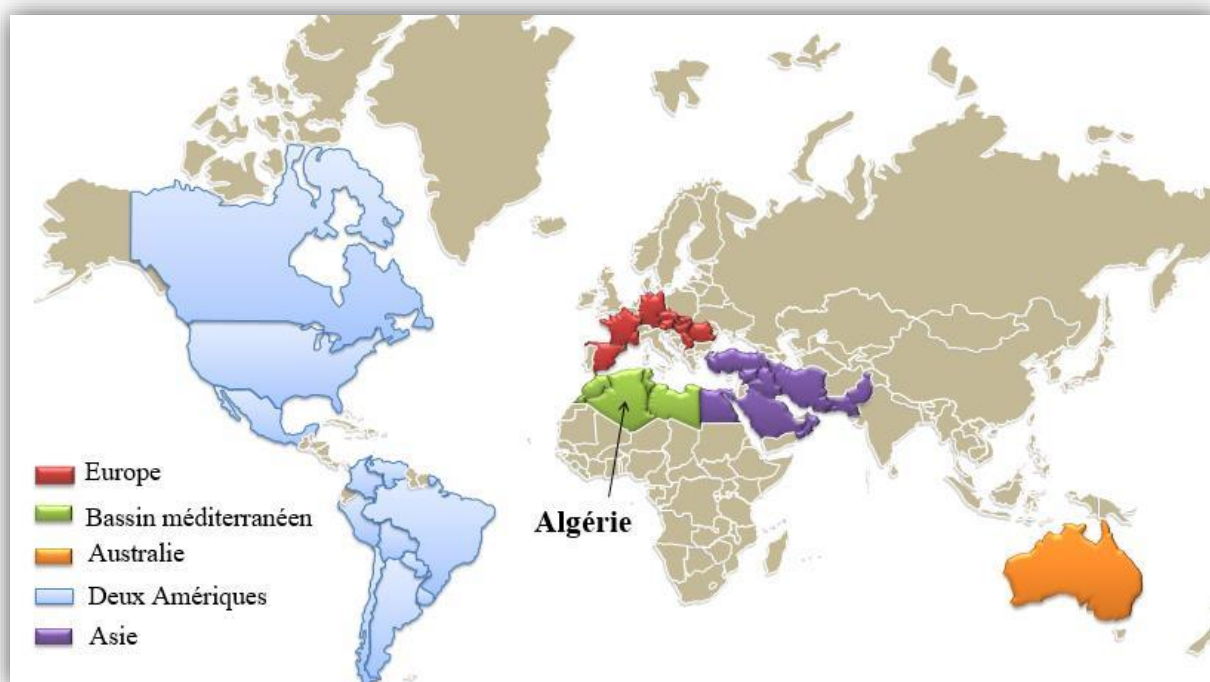 Europe
Bassin méditerranéen
Australie
Deux Amériques
Asie
Algérie